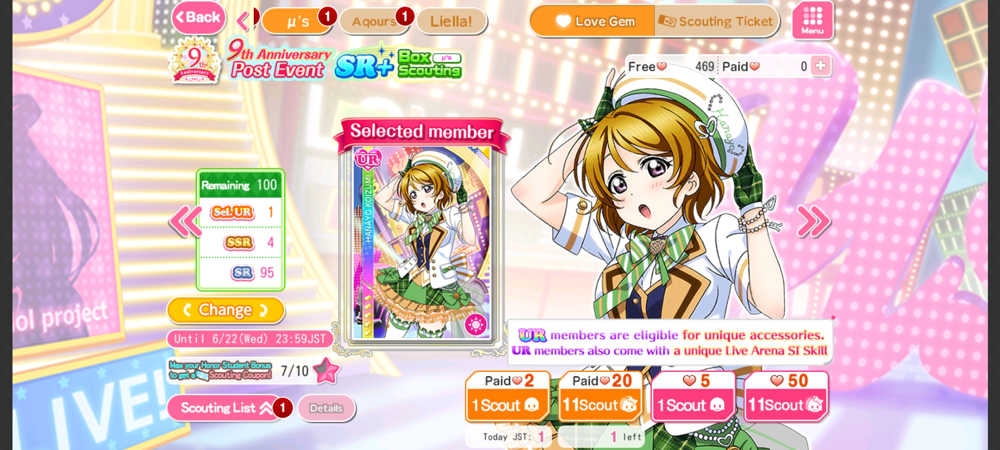 Back
μ's
1
Aqours
1
Liella!
Love Gem
Scouting Ticket
Menu
9th
Anniversary
9th Anniversary
Post Event
SR+
Box μ's
Scouting
Free 469
Paid 0
Hanayo
Selected member
UR
HANAYO KOIZUMI
Remaining 100
Sel.UR 1
SSR 4
SR 95
Change
Until 6/22(Wed) 23:59JST
ol project
LIVE!
Max your Honor Student Bonus
to get a Scouting Coupon!
7/10
Scouting List
1
Details
UR members are eligible for unique accessories.
UR members also come with a unique Live Arena SI Skill
Paid 2
1 Scout
Paid 20
11 Scout
5
1 Scout
50
11 Scout
Today JST: 1
1 left